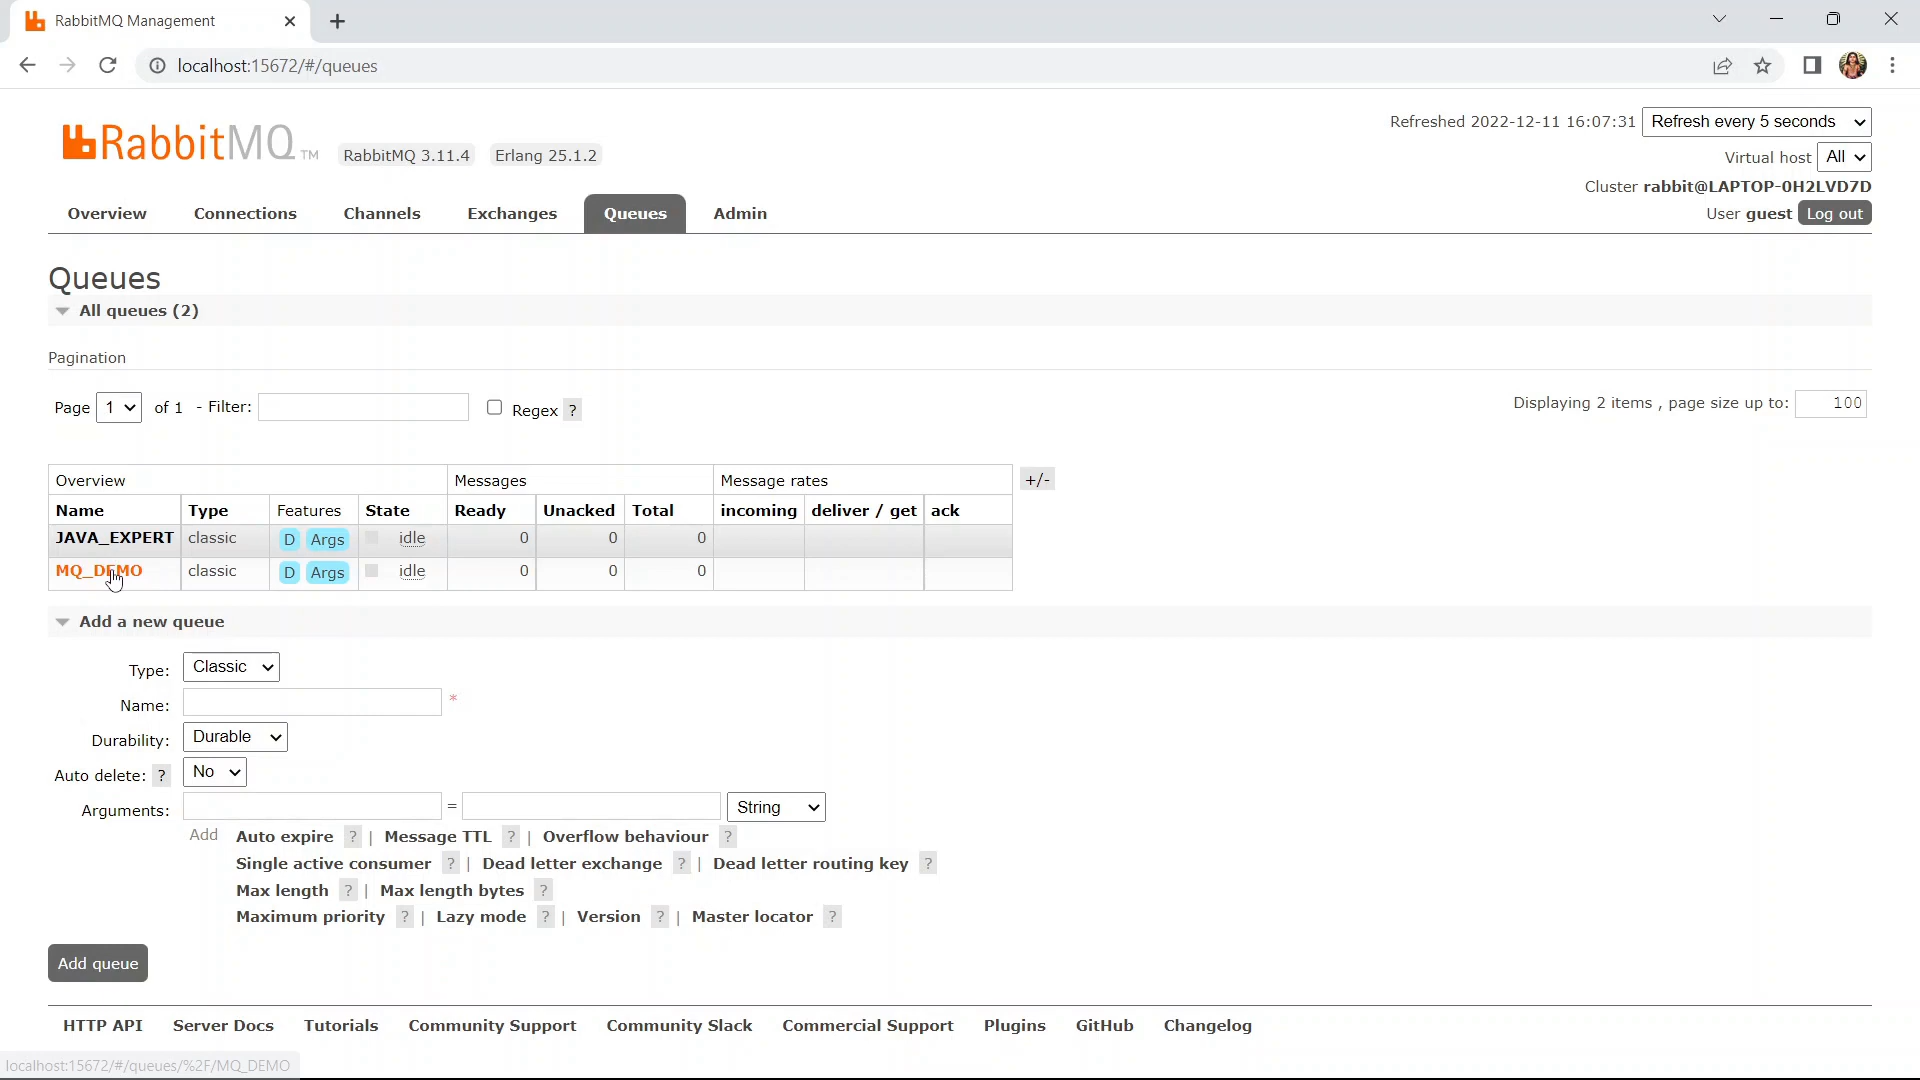 RabbitMQ Management
localhost:15672/#/queues
RabbitMQ TM RabbitMQ 3.11.4 Erlang 25.1.2
Refreshed 2022-12-11 16:07:31 Refresh every 5 seconds
Virtual host All
Cluster rabbit@LAPTOP-0H2LVD7D
User guest Log out
Overview Connections Channels Exchanges Queues Admin
Queues
All queues (2)
Pagination
Page 1 of 1 - Filter: Regex ? Displaying 2 items , page size up to: 100
Overview Messages Message rates +/-
Name Type Features State Ready Unacked Total incoming deliver / get ack
JAVA_EXPERT classic D Args idle 0 0 0
MQ_DEMO classic D Args idle 0 0 0
Add a new queue
Type: Classic
Name: *
Durability: Durable
Auto delete: ? No
Arguments: = String
Add Auto expire ? | Message TTL ? | Overflow behaviour ?
Single active consumer ? | Dead letter exchange ? | Dead letter routing key ?
Max length ? | Max length bytes ?
Maximum priority ? | Lazy mode ? | Version ? | Master locator ?
Add queue
HTTP API Server Docs Tutorials Community Support Community Slack Commercial Support Plugins GitHub Changelog
localhost:15672/#/queues/%2F/MQ_DEMO